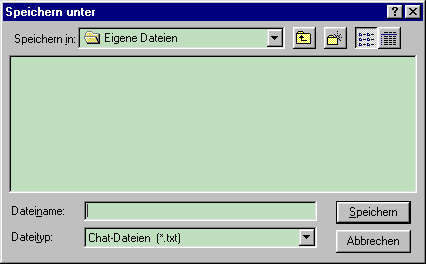 Speichern unter
Speichern in: Eigene Dateien
Dateiname: Speichern
Dateityp: Chat-Dateien (*.txt) Abbrechen